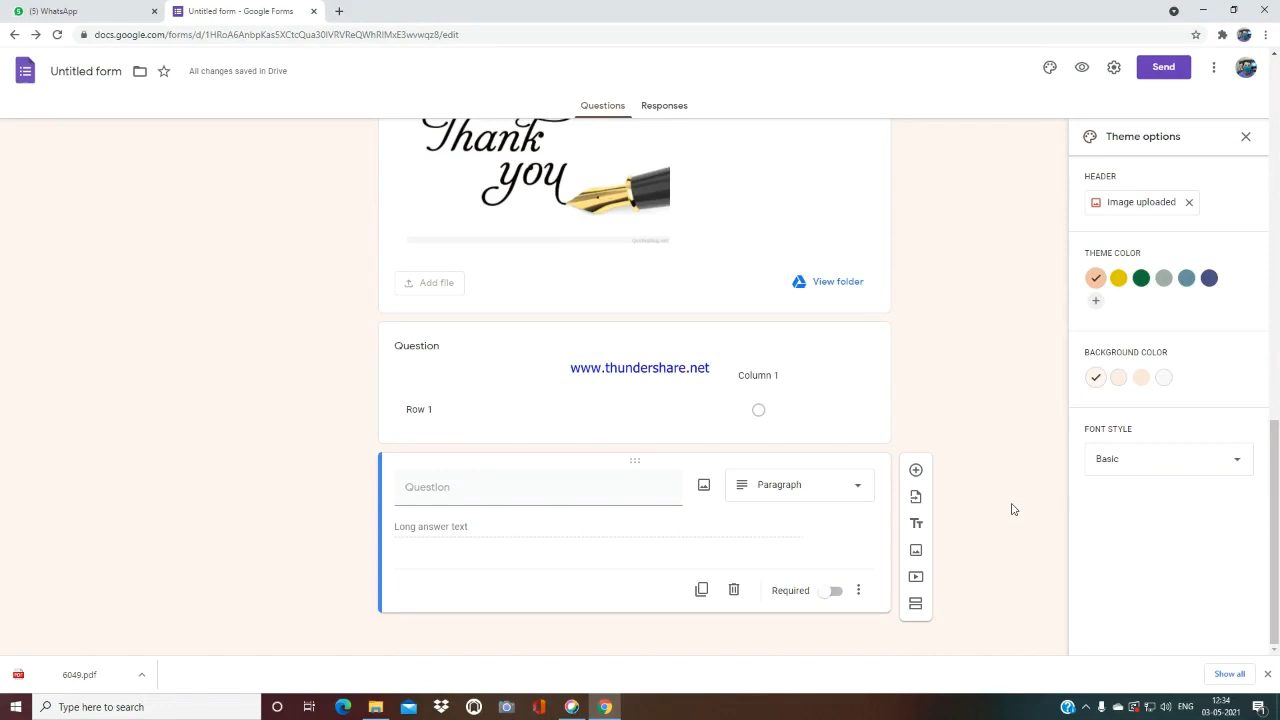 (5) WhatsApp
Untitled form - Google Forms
docs.google.com/forms/d/1HRoA6AnbpKas5XCtcQua30IVRVReQWhRlMxE3wvwqz8/edit
Untitled form
All changes saved in Drive
Send
Questions
Responses
Thank
you
Add file
View folder
Question
www.thundershare.net
Column 1
Row 1
Question
Paragraph
Long answer text
Required
Theme options
HEADER
Image uploaded
THEME COLOR
BACKGROUND COLOR
FONT STYLE
Basic
6049.pdf
Show all
Type here to search
ENG
12:34
03-05-2021